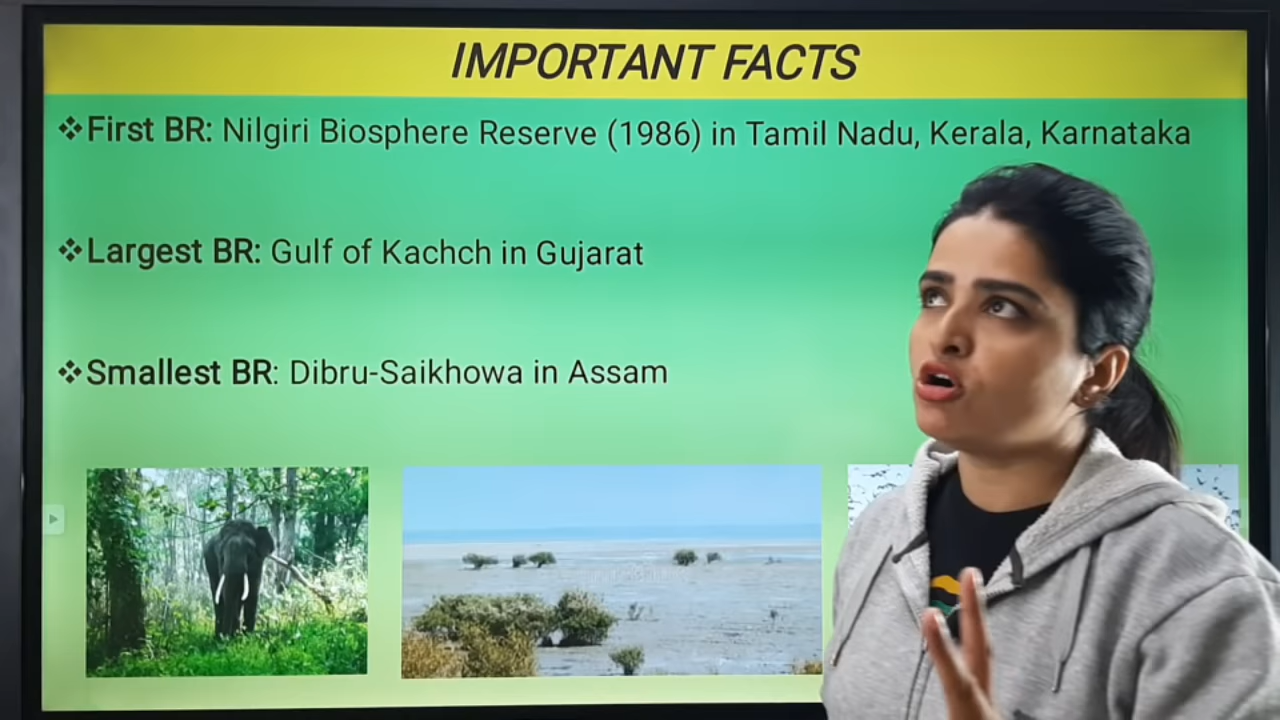 IMPORTANT FACTS
❖First BR: Nilgiri Biosphere Reserve (1986) in Tamil Nadu, Kerala, Karnataka
❖Largest BR: Gulf of Kachch in Gujarat
❖Smallest BR: Dibru-Saikhowa in Assam